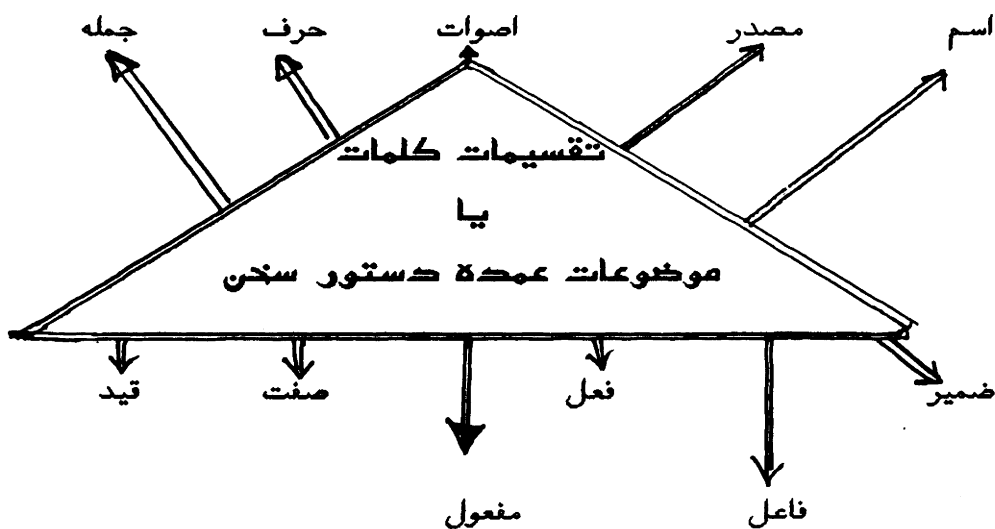 اسم مصدر اصوات حرف جمله
تقسیمات کلمات
یا
موضوعات عمده دستور سخن
ضمیر فعل صفت قید
فاعل مفعول